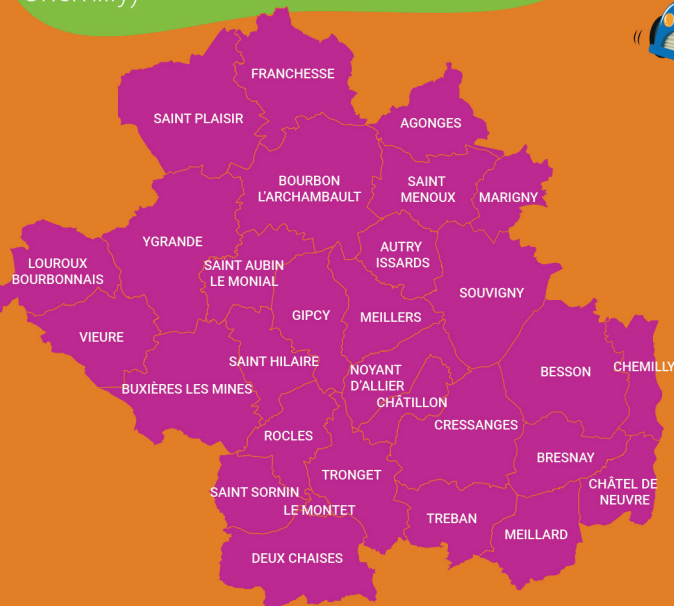 Chemilly)
FRANCHESSE
SAINT PLAISIR
AGONGES
BOURBON
L'ARCHAMBAULT
SAINT
MENOUX
MARIGNY
YGRANDE
AUTRY
ISSARDS
LOUROUX
BOURBONNAIS
SAINT AUBIN
LE MONIAL
SOUVIGNY
GIPCY
MEILLERS
VIEURE
SAINT HILAIRE
NOYANT
D'ALLIER
BESSON
CHEMILLY
BUXIÈRES LES MINES
CHÂTILLON
CRESSANGES
ROCLES
BRESNAY
TRONGET
CHÂTEL DE
NEUVRE
SAINT SORNIN
LE MONTET
TREBAN
MEILLARD
DEUX CHAISES